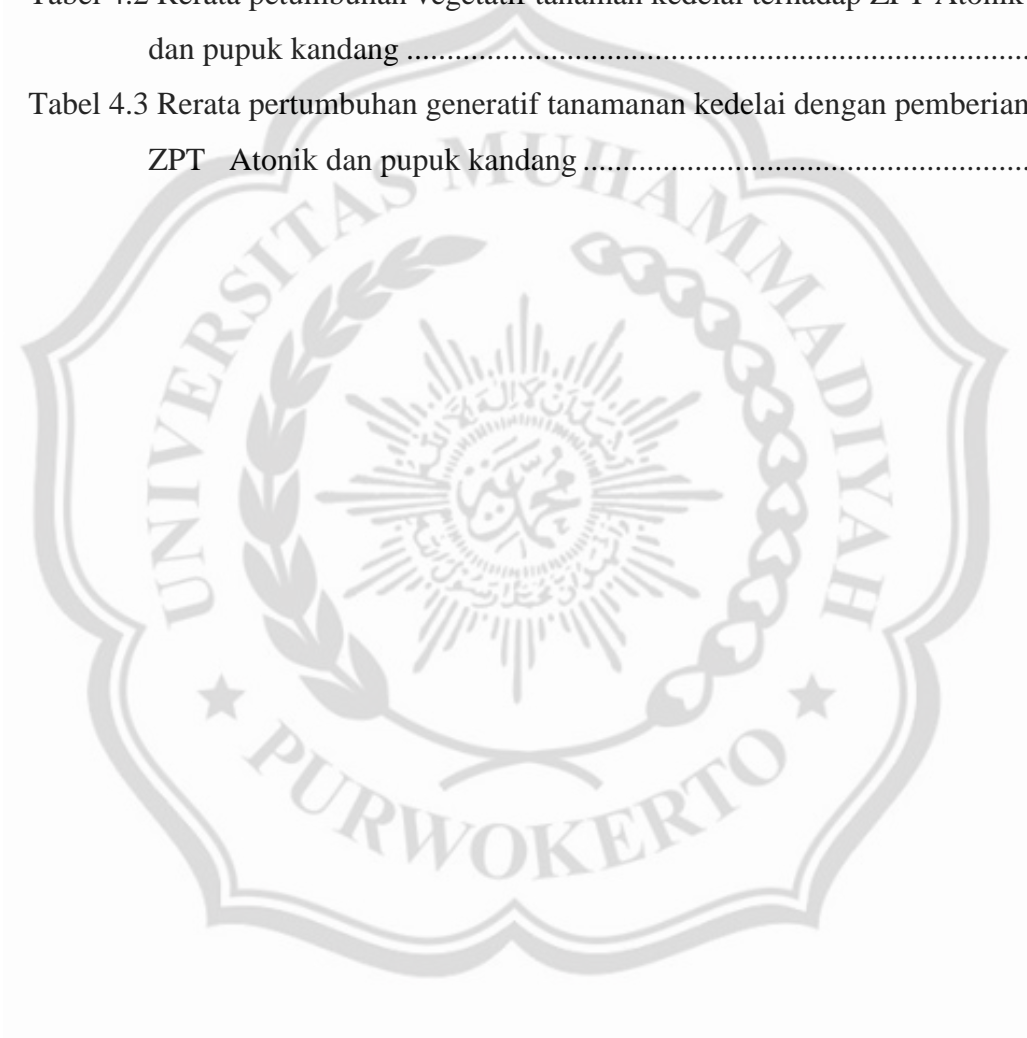 Tabel 4.2 Rerata petumbuhan vegetatif tanaman kedelai terhadap ZPT Atonik
dan pupuk kandang ............................................................................
Tabel 4.3 Rerata pertumbuhan generatif tanamanan kedelai dengan pemberian
ZPT Atonik dan pupuk kandang .......................................................
UNIVERSITAS MUHAMMADIYAH
PURWOKERTO